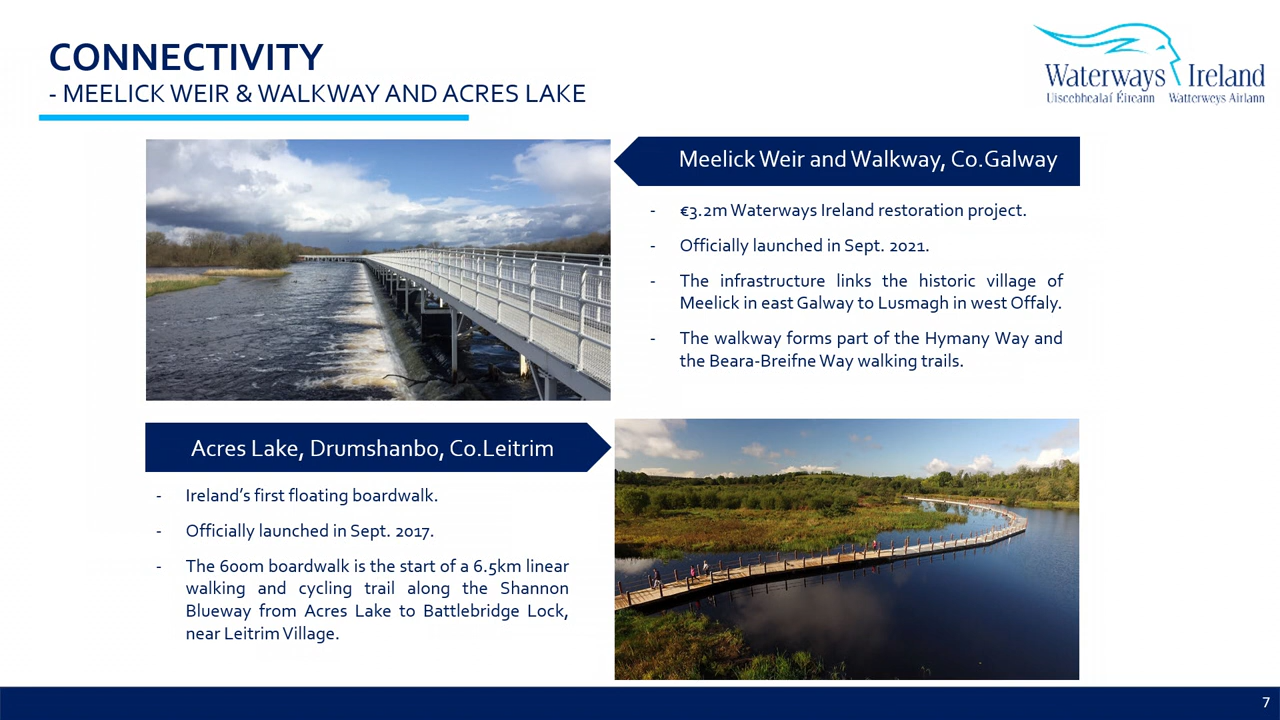 CONNECTIVITY
- MEELICK WEIR & WALKWAY AND ACRES LAKE
Waterways Ireland
Uiscebhealaí Éireann Watterweys Airlann
Meelick Weir and Walkway, Co.Galway
- €3.2m Waterways Ireland restoration project.
- Officially launched in Sept. 2021.
- The infrastructure links the historic village of
Meelick in east Galway to Lusmagh in west Offaly.
- The walkway forms part of the Hymany Way and
the Beara-Breifne Way walking trails.
Acres Lake, Drumshanbo, Co.Leitrim
- Ireland’s first floating boardwalk.
- Officially launched in Sept. 2017.
- The 600m boardwalk is the start of a 6.5km linear
walking and cycling trail along the Shannon
Blueway from Acres Lake to Battlebridge Lock,
near Leitrim Village.
7